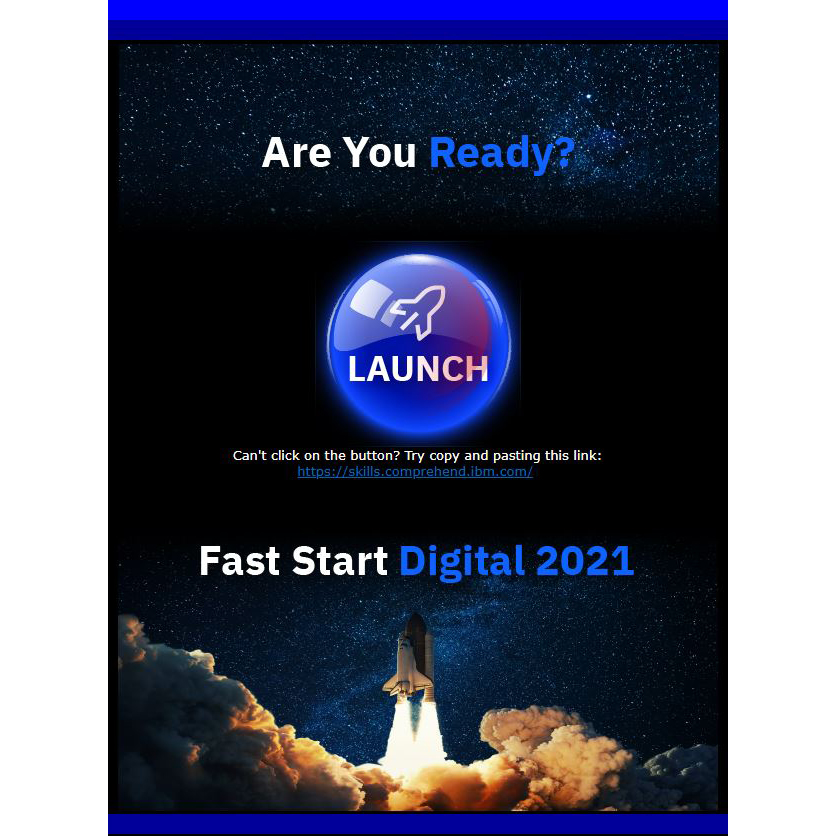 Are You Ready?
LAUNCH
Can't click on the button? Try copy and pasting this link:
https://skills.comprehend.ibm.com/
Fast Start Digital 2021